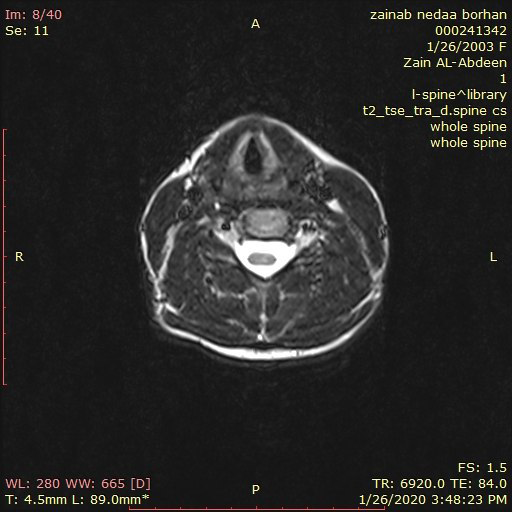 Im: 8/40
Se: 11
A
zainab nedaa borhan
000241342
1/26/2003 F
Zain AL-Abdeen
1
l-spine^library
t2_tse_tra_d.spine cs
whole spine
whole spine
R
L
WL: 280 WW: 665 [D]
T: 4.5mm L: 89.0mm*
P
FS: 1.5
TR: 6920.0 TE: 84.0
1/26/2020 3:48:23 PM